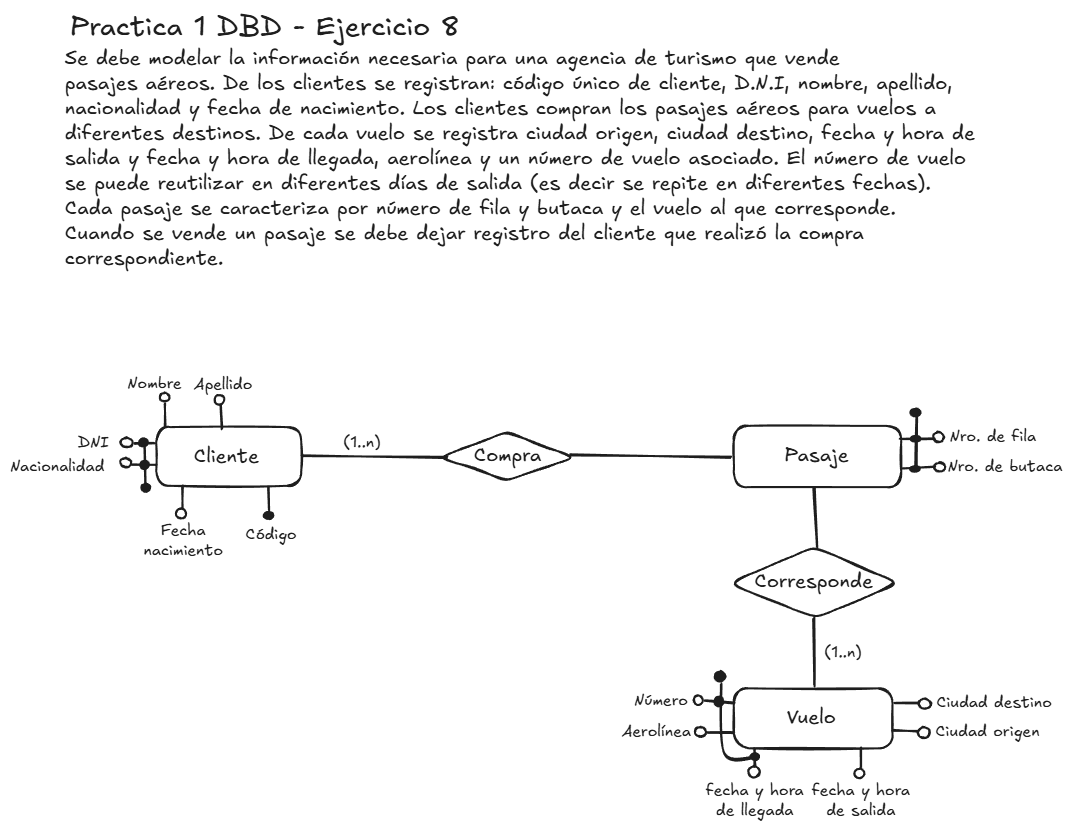 Practica 1 DBD - Ejercicio 8
Se debe modelar la información necesaria para una agencia de turismo que vende
pasajes aéreos. De los clientes se registran: código único de cliente, D.N.I, nombre, apellido,
nacionalidad y fecha de nacimiento. Los clientes compran los pasajes aéreos para vuelos a
diferentes destinos. De cada vuelo se registra ciudad origen, ciudad destino, fecha y hora de
salida y fecha y hora de llegada, aerolínea y un número de vuelo asociado. El número de vuelo
se puede reutilizar en diferentes días de salida (es decir se repite en diferentes fechas).
Cada pasaje se caracteriza por número de fila y butaca y el vuelo al que corresponde.
Cuando se vende un pasaje se debe dejar registro del cliente que realizó la compra
correspondiente.
Nombre Apellido
DNI
Nacionalidad
Cliente
Fecha
nacimiento
Código
(1..n)
Compra
Pasaje
Nro. de fila
Nro. de butaca
Corresponde
(1..n)
Número
Aerolínea
Vuelo
Ciudad destino
Ciudad origen
fecha y hora
de llegada
fecha y hora
de salida